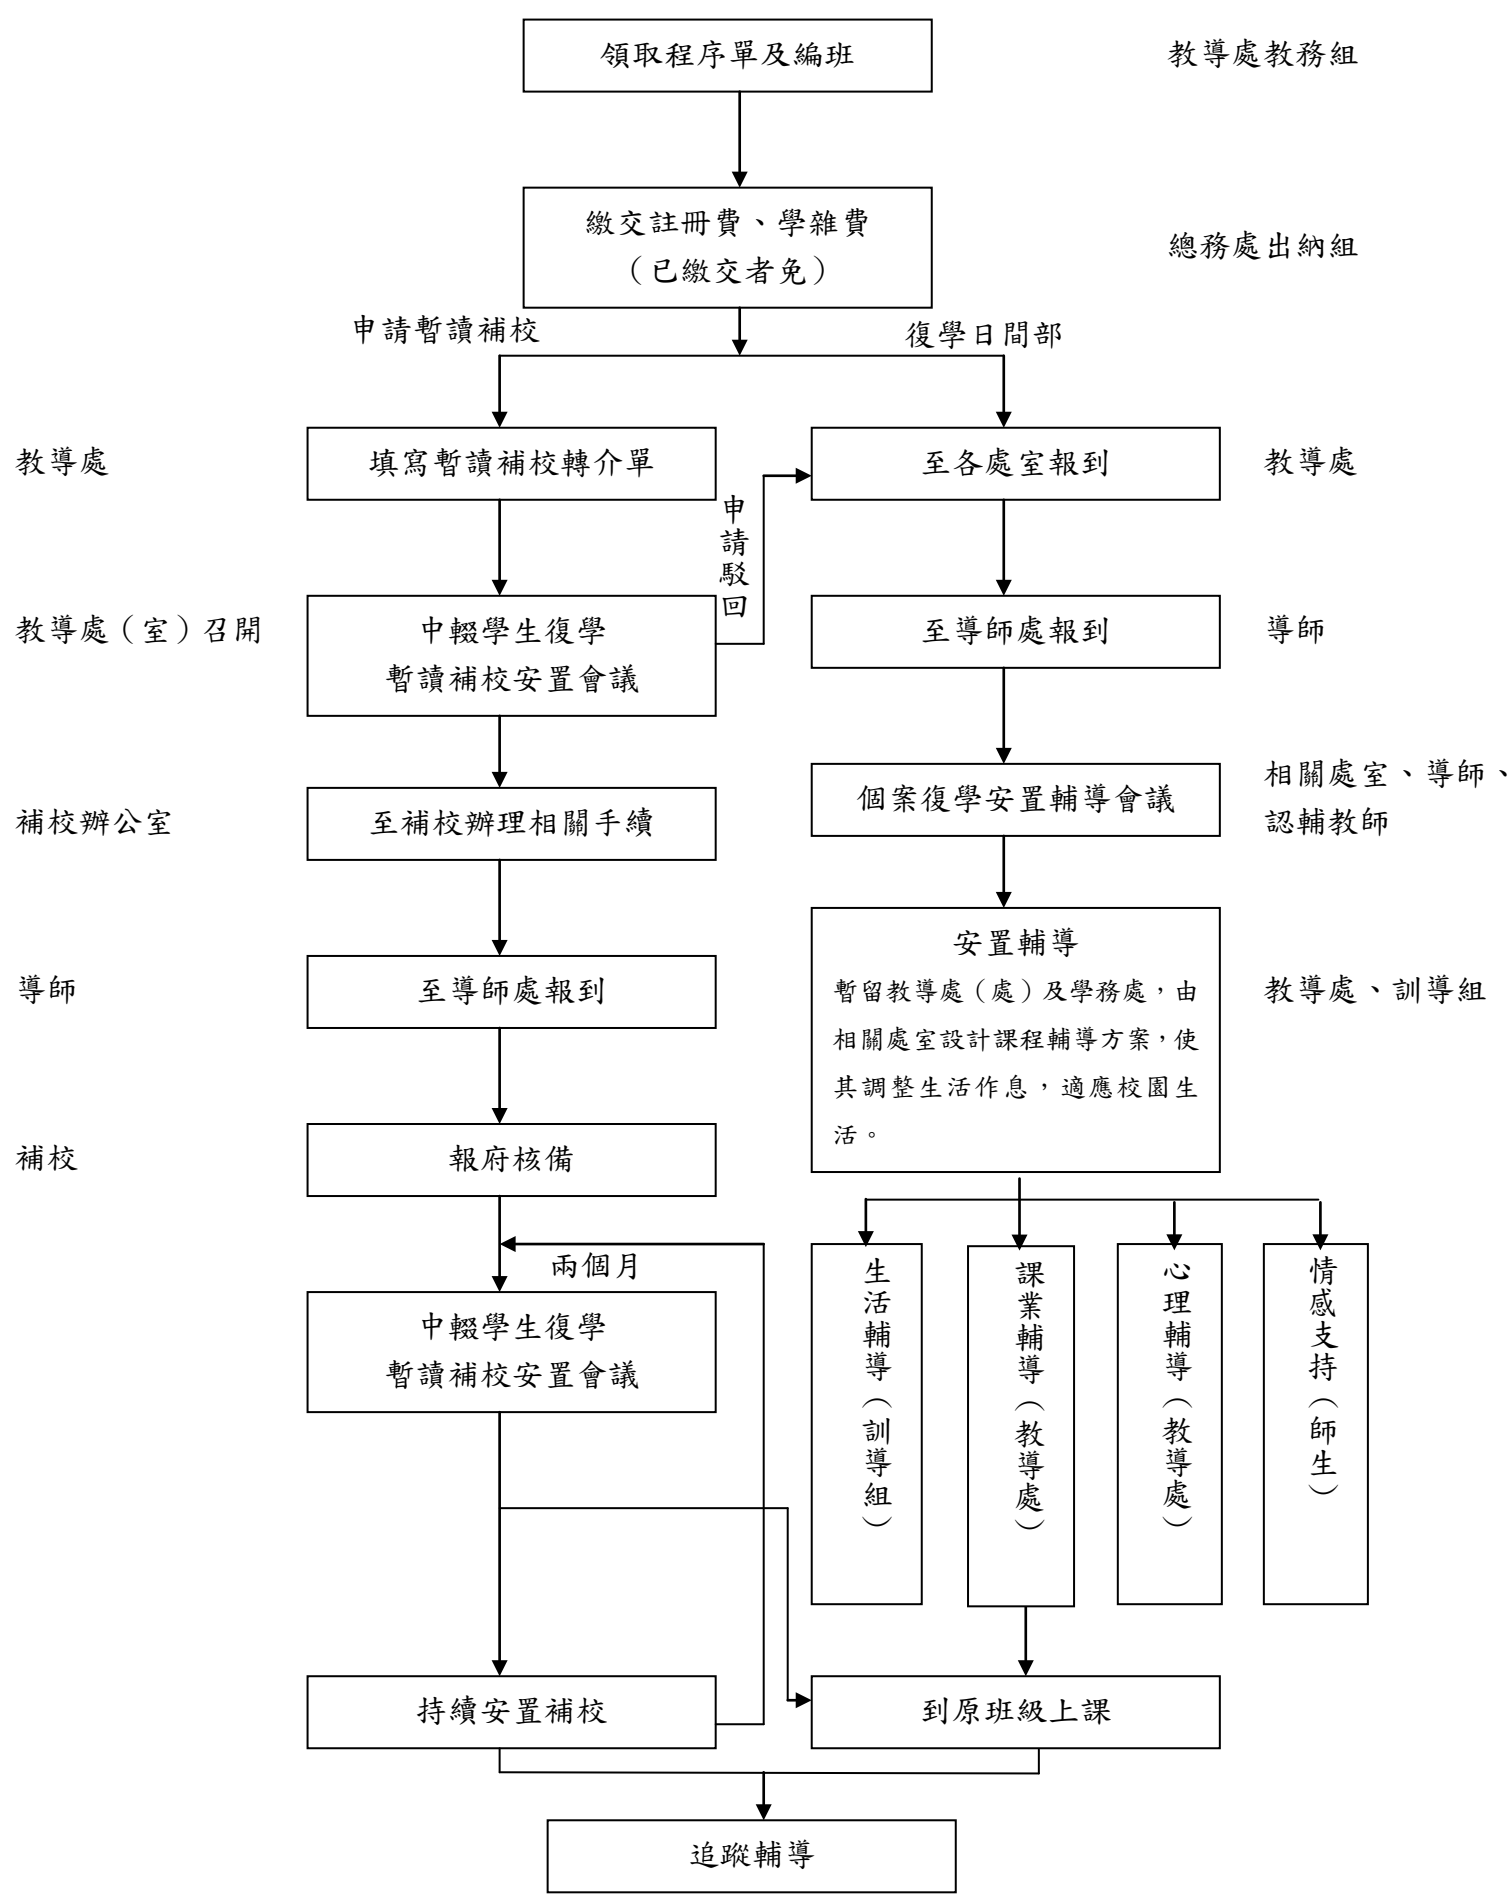 領取程序單及編班
教導處教務組
繳交註冊費、學雜費
（已繳交者免）
總務處出納組
申請暫讀補校
復學日間部
教導處
填寫暫讀補校轉介單
至各處室報到
教導處
申請駁回
教導處（室）召開
中輟學生復學
暫讀補校安置會議
至導師處報到
導師
補校辦公室
至補校辦理相關手續
個案復學安置輔導會議
相關處室、導師、
認輔教師
導師
至導師處報到
安置輔導
暫留教導處（處）及學務處，由
相關處室設計課程輔導方案，使
其調整生活作息，適應校園生
活。
教導處、訓導組
補校
報府核備
兩個月
中輟學生復學
暫讀補校安置會議
生活輔導（訓導組）
課業輔導（教導處）
心理輔導（教導處）
情感支持（師生）
持續安置補校
到原班級上課
追蹤輔導